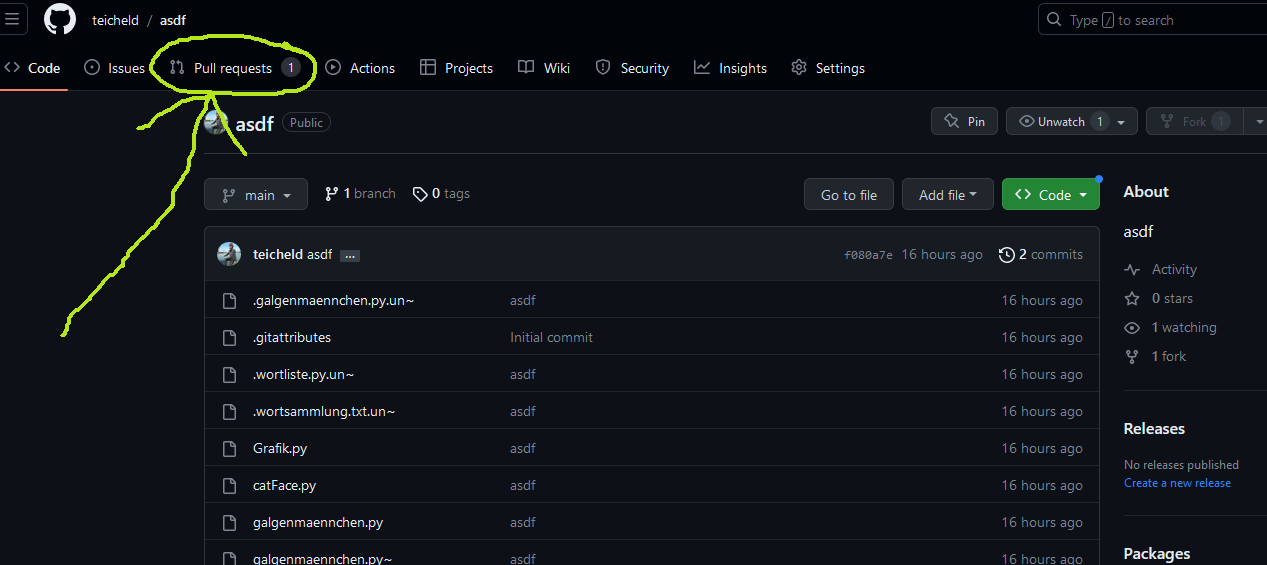 teicheld / asdf
Type / to search
Code Issues Pull requests 1 Actions Projects Wiki Security Insights Settings
asdf Public Pin Unwatch 1 Fork 1
main 1 branch 0 tags Go to file Add file Code
About
asdf
teicheld asdf ... f080a7e 16 hours ago 2 commits
Activity
.galgenmaennchen.py.un~ asdf 16 hours ago
0 stars
.gitattributes Initial commit 16 hours ago
1 watching
1 fork
.wortliste.py.un~ asdf 16 hours ago
.wortsammlung.txt.un~ asdf 16 hours ago
Releases
Grafik.py asdf 16 hours ago
No releases published
Create a new release
catFace.py asdf 16 hours ago
galgenmaennchen.py asdf 16 hours ago
Packages
galgenmaennchen.py~ asdf 16 hours ago